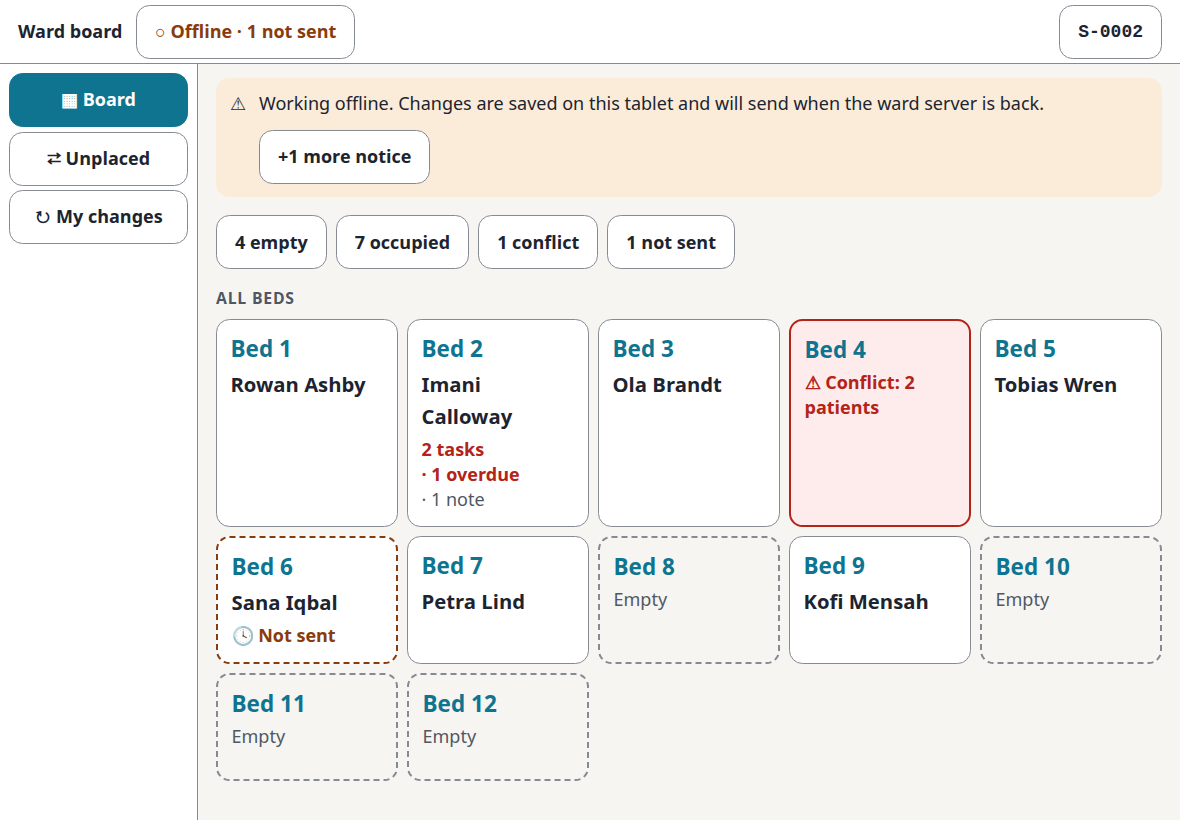 Ward board
○ Offline · 1 not sent
S-0002
▦ Board
⇄ Unplaced
↻ My changes
⚠ Working offline. Changes are saved on this tablet and will send when the ward server is back.
+1 more notice
4 empty
7 occupied
1 conflict
1 not sent
ALL BEDS
Bed 1
Rowan Ashby
Bed 2
Imani
Calloway
2 tasks
· 1 overdue
· 1 note
Bed 3
Ola Brandt
Bed 4
⚠ Conflict: 2
patients
Bed 5
Tobias Wren
Bed 6
Sana Iqbal
🕓 Not sent
Bed 7
Petra Lind
Bed 8
Empty
Bed 9
Kofi Mensah
Bed 10
Empty
Bed 11
Empty
Bed 12
Empty